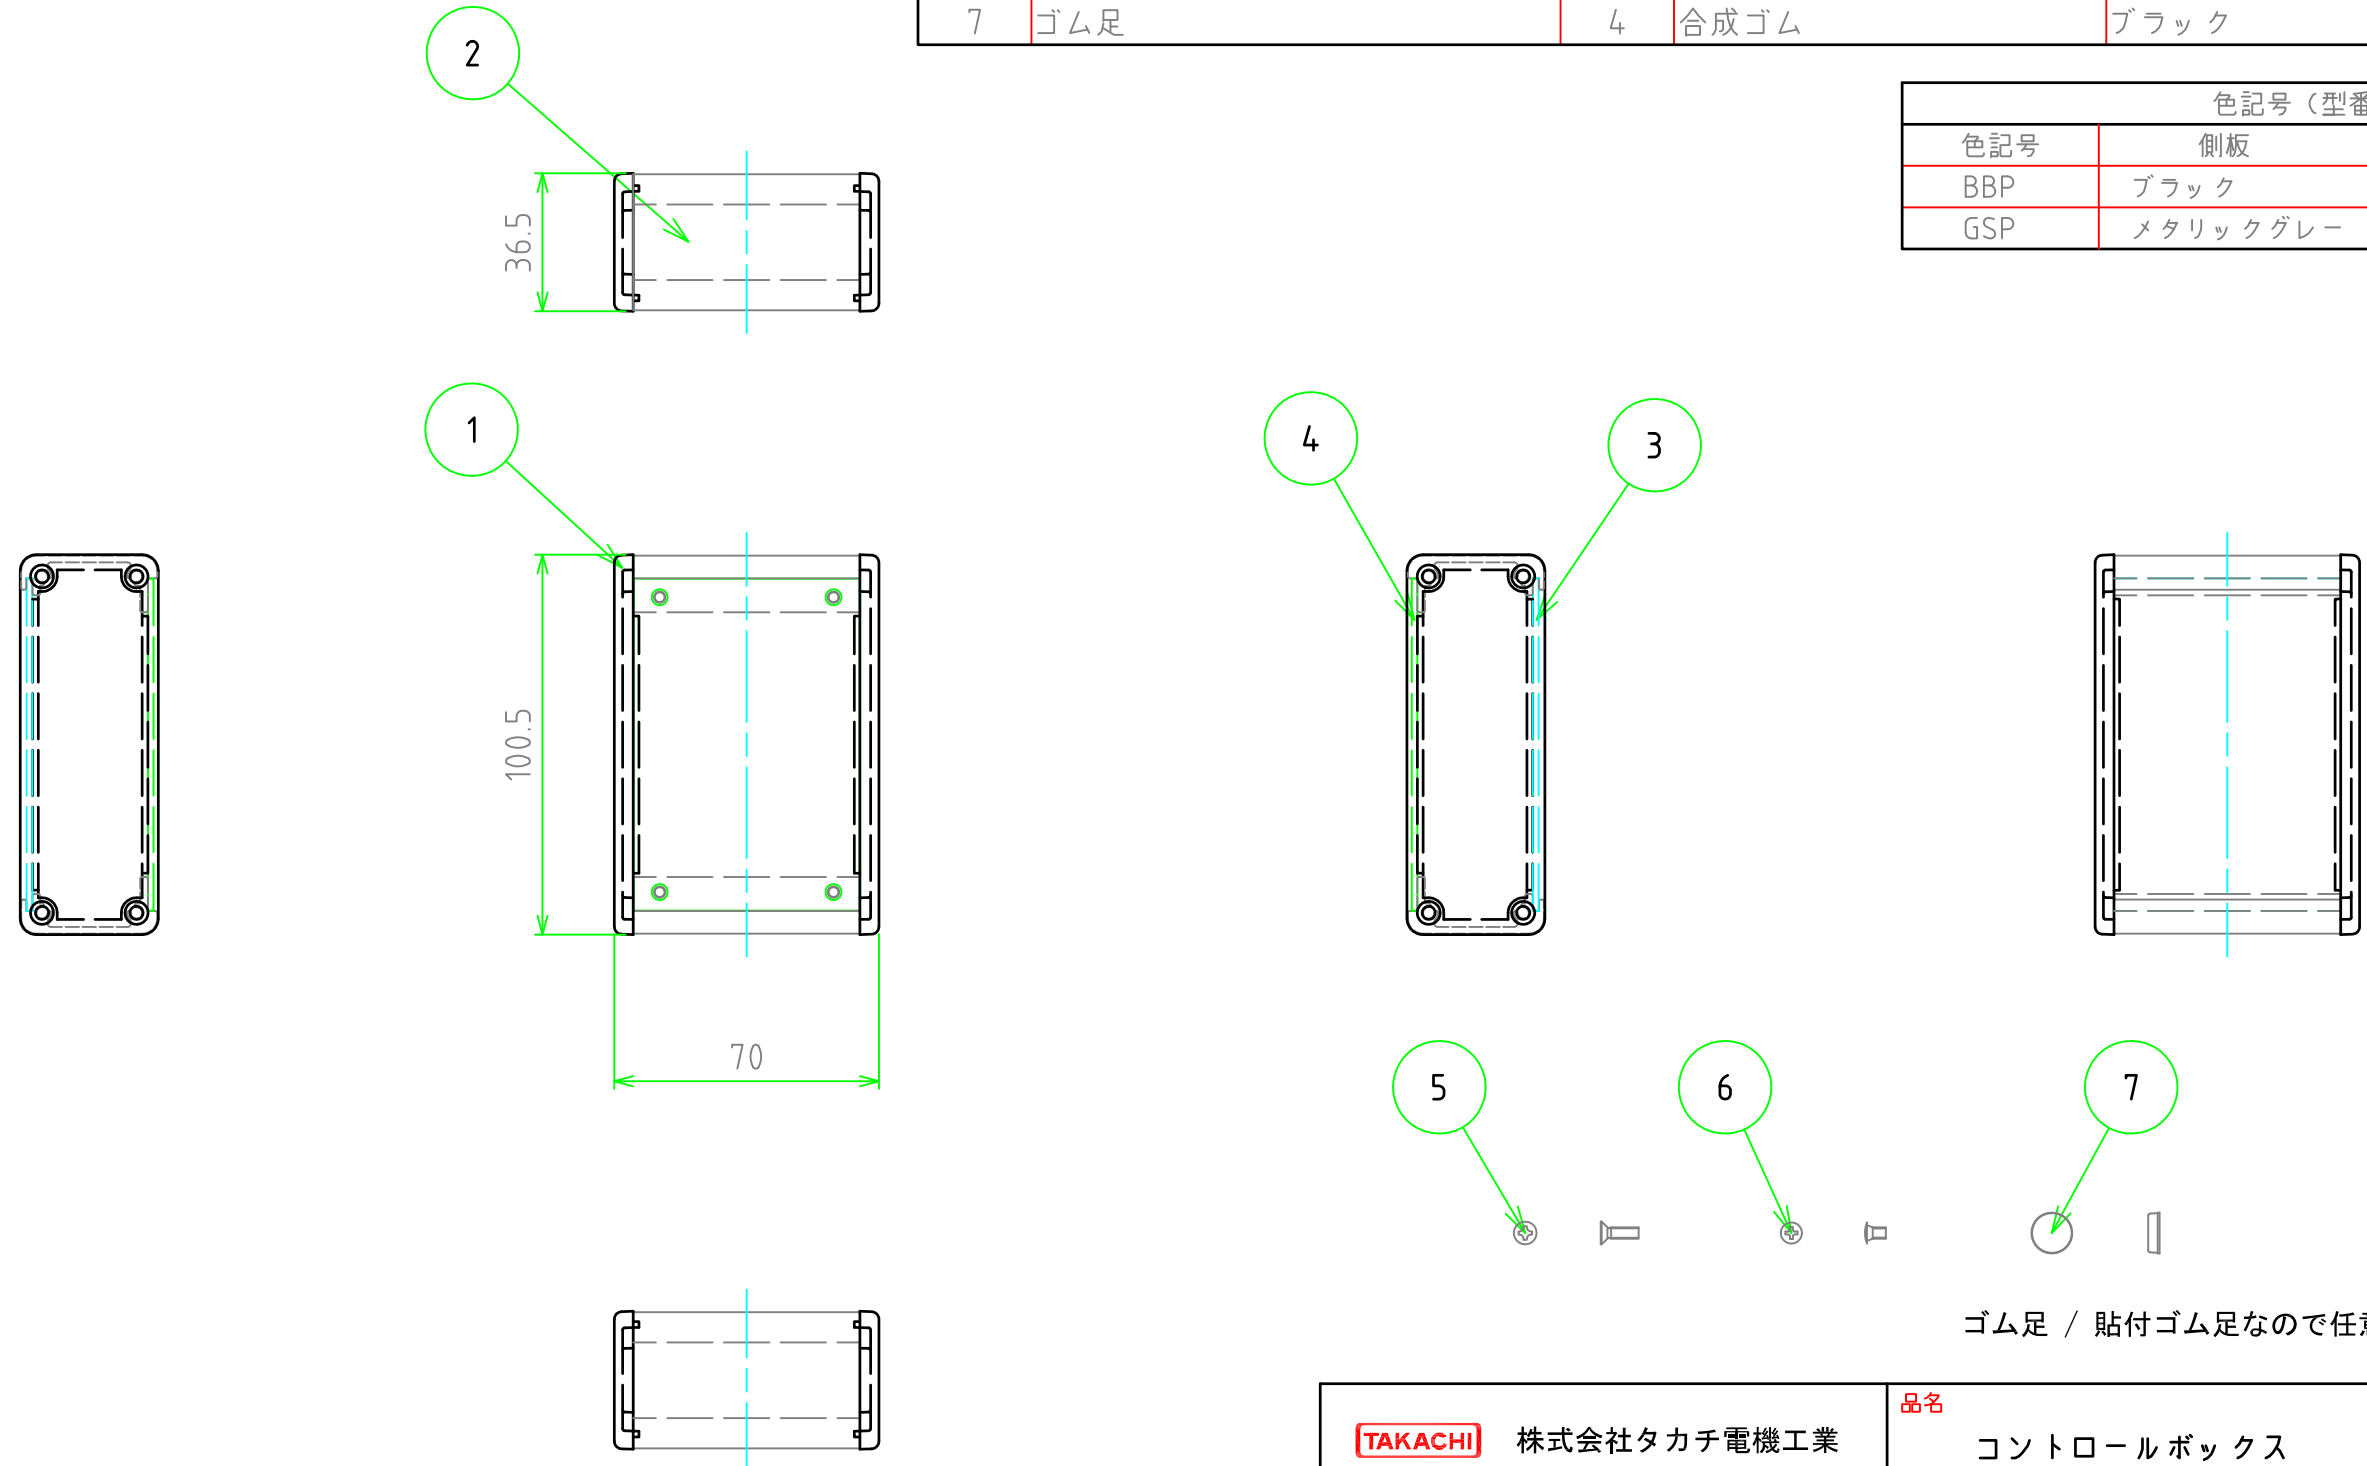 7 ゴム足 4 合成ゴム ブラック
2
色記号(型番
色記号 側板
BBP ブラック
GSP メタリックグレー
36.5
1
4
3
100.5
70
5
6
7
ゴム足 / 貼付ゴム足なので任意
品名
TAKACHI 株式会社タカチ電機工業
コントロールボックス